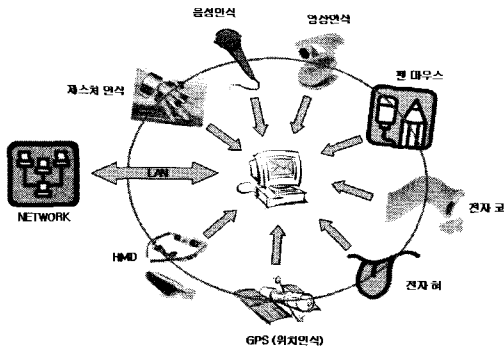 음성인식
영상인식
제스처 인식
펜 마우스
LAN
NETWORK
전자 코
HMD
전자 혀
GPS (위치인식)